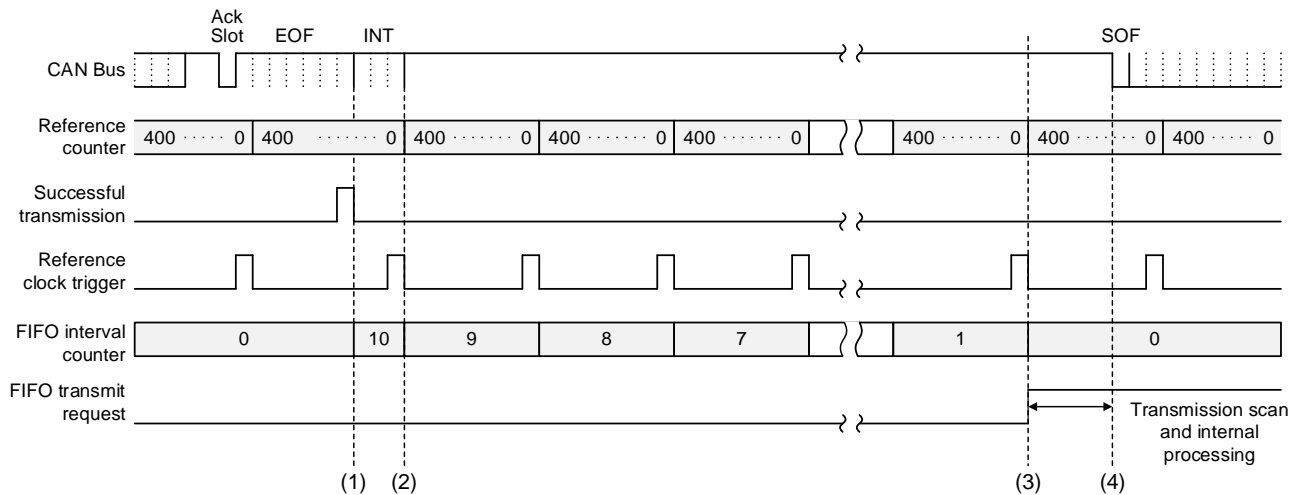 Ack
Slot EOF INT SOF
CAN Bus
Reference
counter
400 ····· 0 400 ······· 0 400 ······· 0 400 ······· 0 400 ······· 0 400 ······· 0 400 ······· 0 400 ······ 0
Successful
transmission
Reference
clock trigger
FIFO interval
counter
0 10 9 8 7 1 0
FIFO transmit
request
Transmission scan
and internal
processing
(1) (2) (3) (4)